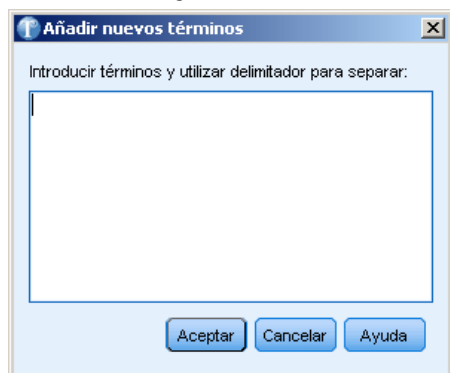 Añadir nuevos términos
Introducir términos y utilizar delimitador para separar:
Aceptar Cancelar Ayuda